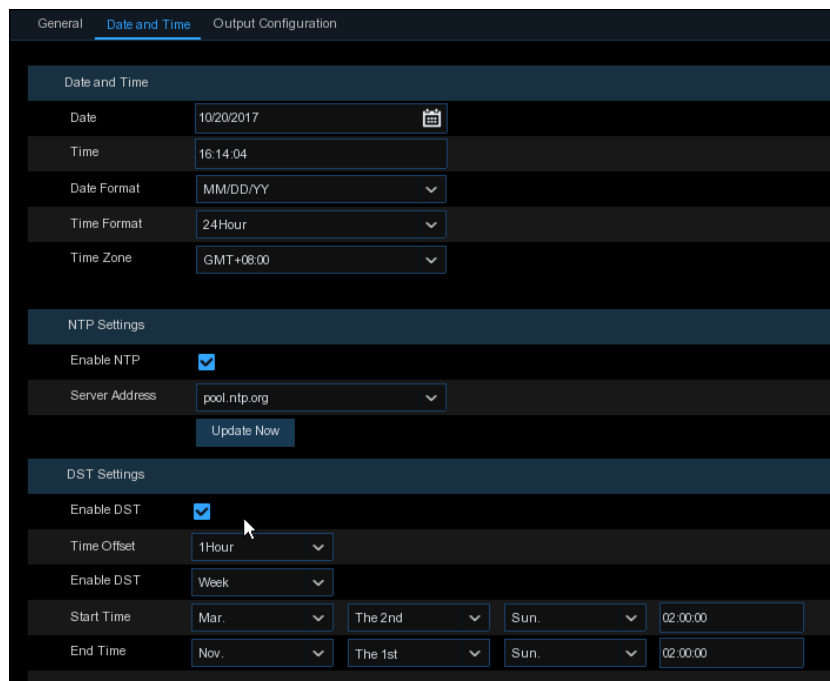 General Date and Time Output Configuration
Date and Time
Date 10/20/2017
Time 16:14:04
Date Format MM/DD/YY
Time Format 24Hour
Time Zone GMT+08:00
NTP Settings
Enable NTP
Server Address pool.ntp.org
Update Now
DST Settings
Enable DST
Time Offset 1Hour
Enable DST Week
Start Time Mar. The 2nd Sun. 02:00:00
End Time Nov. The 1st Sun. 02:00:00